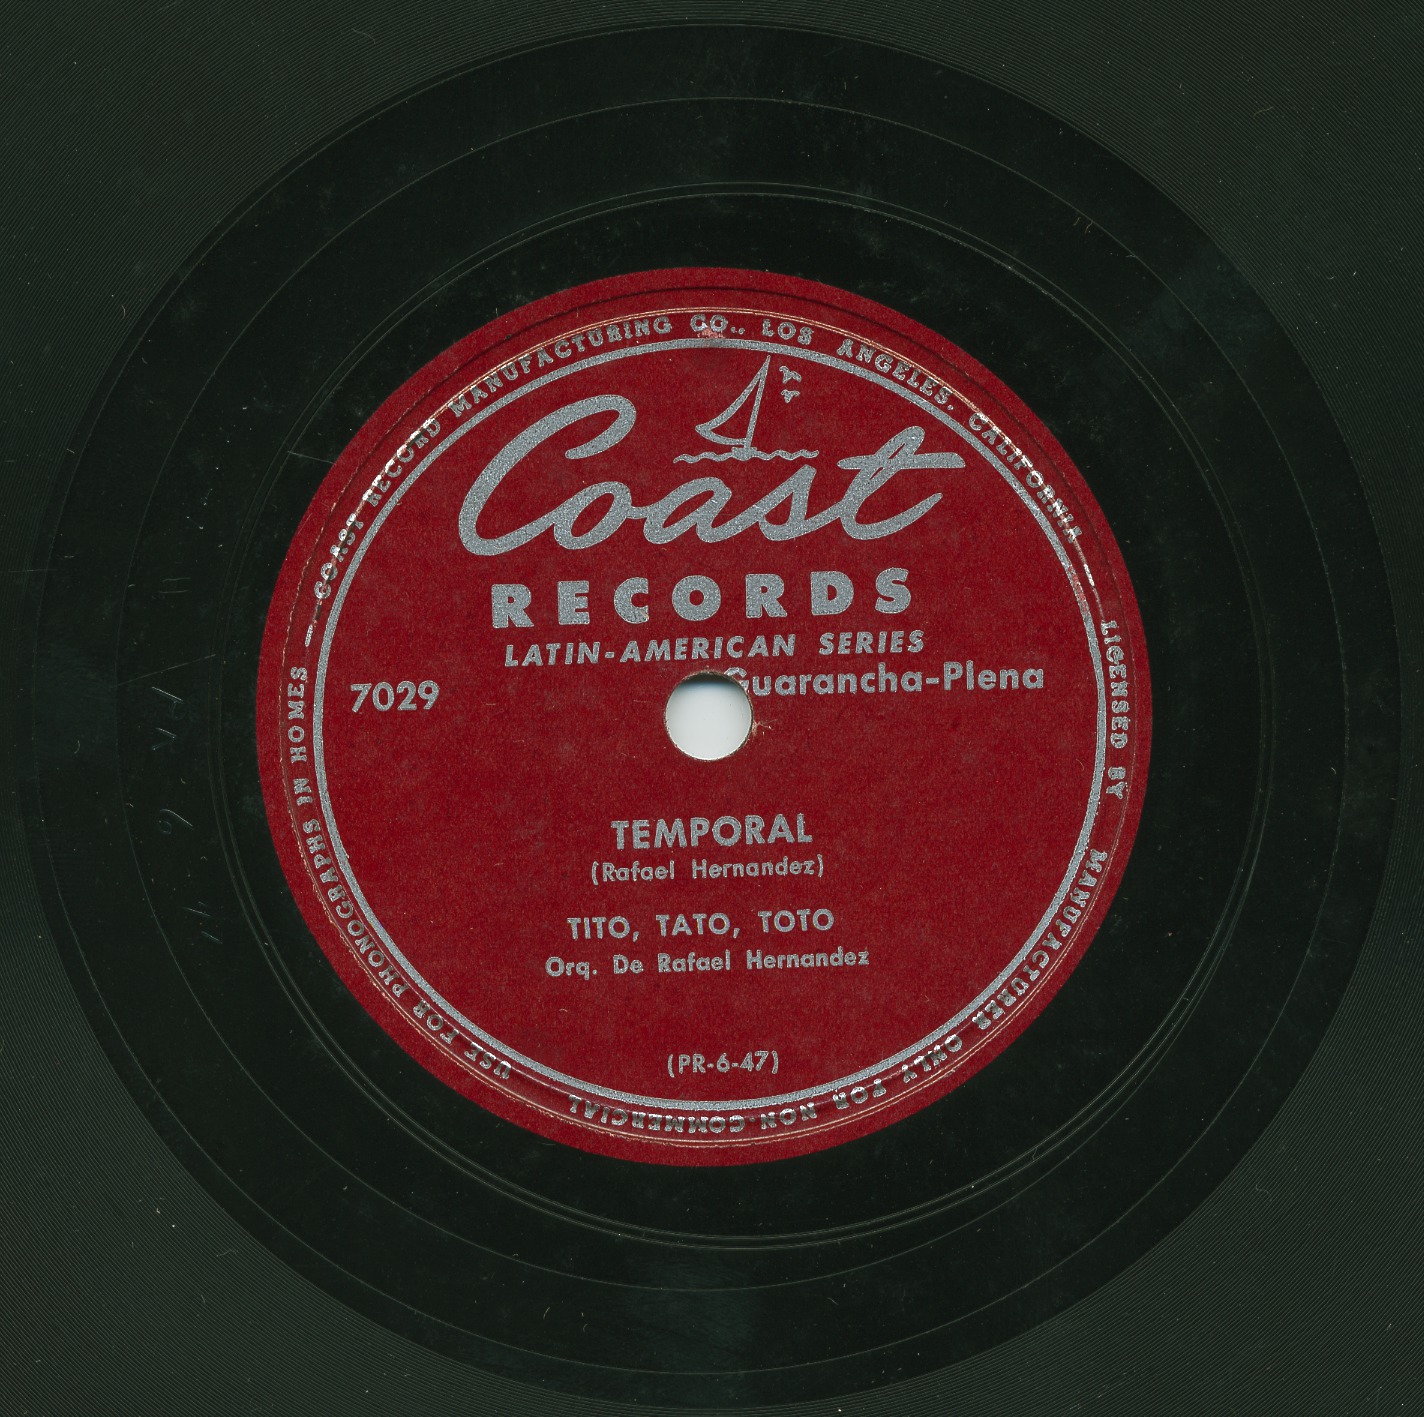 COAST RECORD MANUFACTURING CO., LOS ANGELES, CALIFORNIA — LICENSED BY MANUFACTURER ONLY FOR NON-COMMERCIAL USE FOR PHONOGRAPHS IN HOMES —
Coast
RECORDS
LATIN-AMERICAN SERIES
7029
Guarancha-Plena
TEMPORAL
(Rafael Hernandez)
TITO, TATO, TOTO
Orq. De Rafael Hernandez
(PR-6-47)